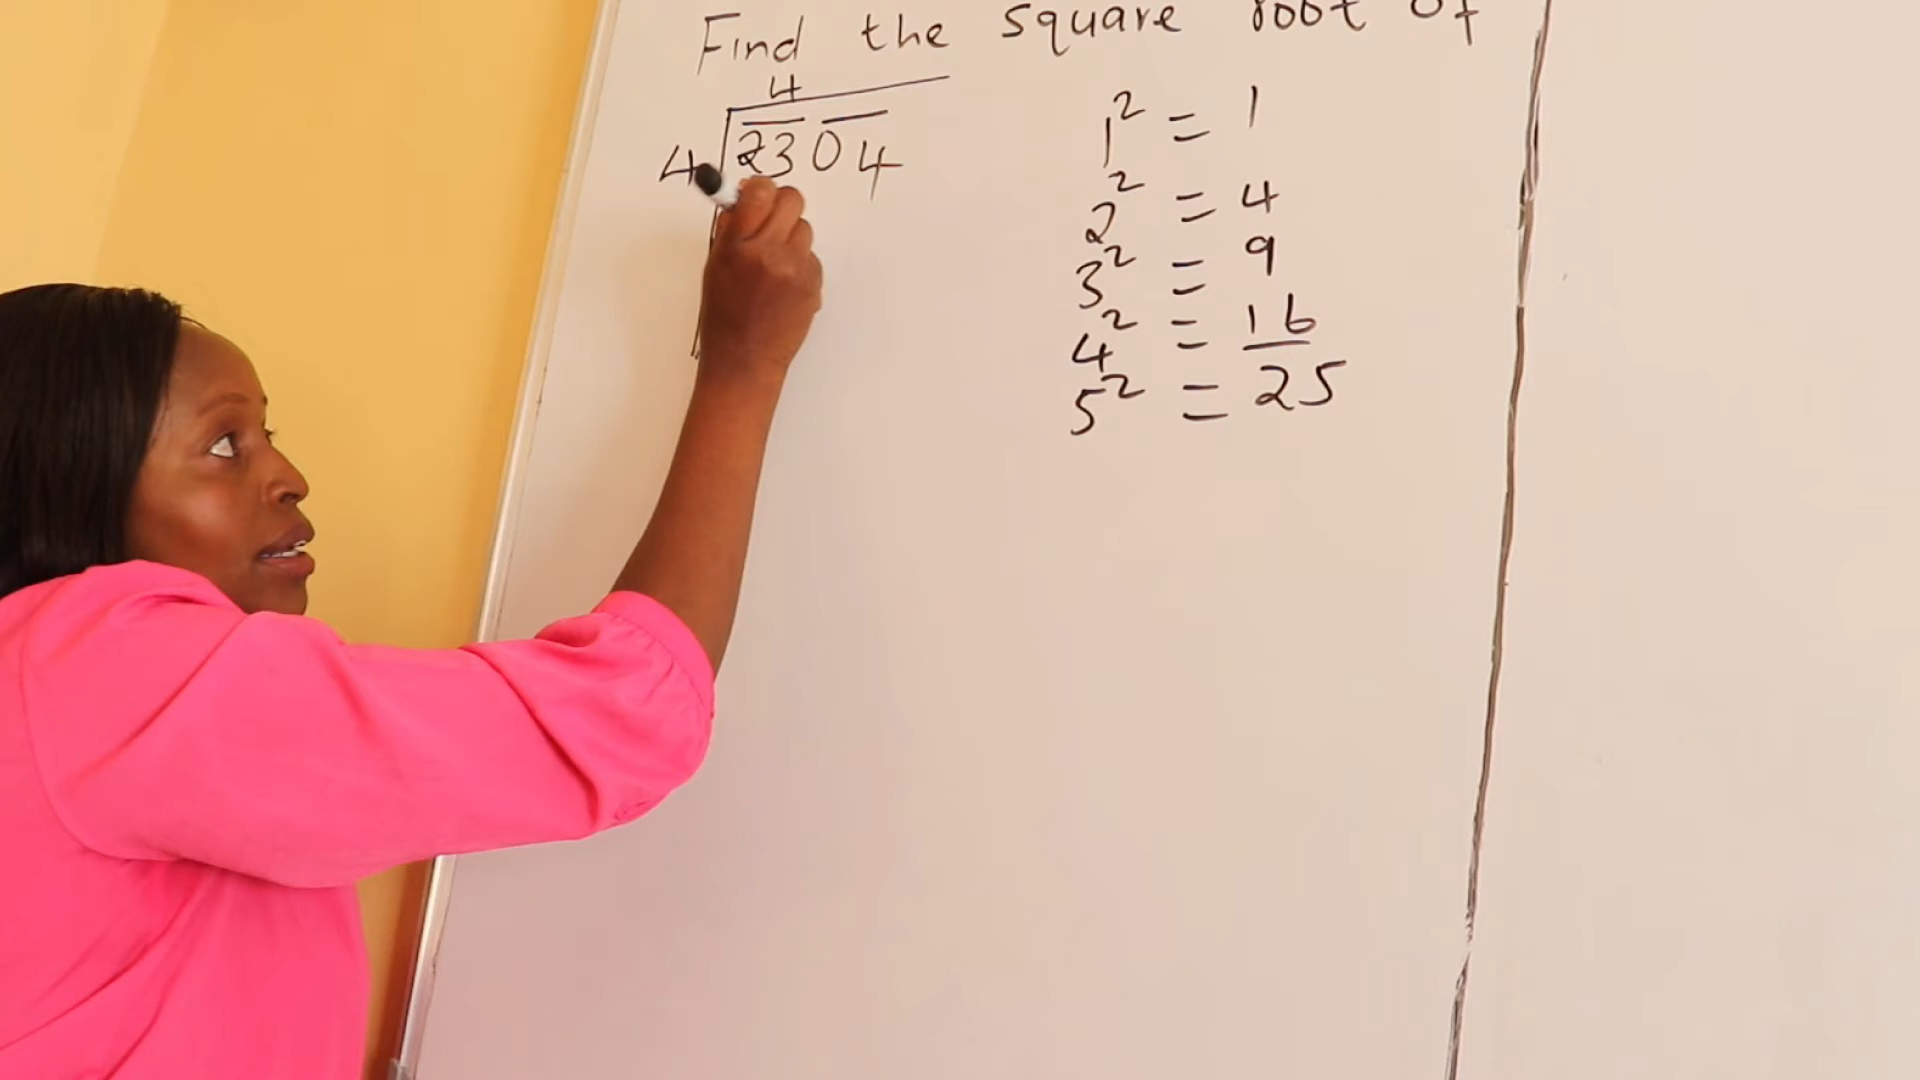 Find the square root of
4
4 2304
1² = 1
2² = 4
3² = 9
4² = 16
5² = 25